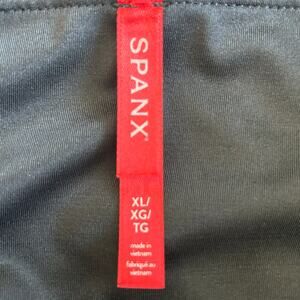 SPANX
XL/
XG/
TG
made in
vietnam
fabriqué au
vietnam